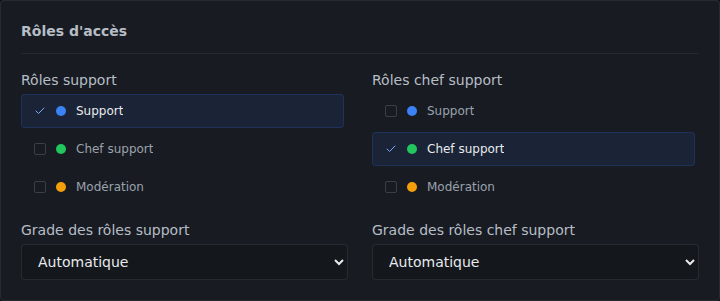 Rôles d'accès
Rôles support
Support
Chef support
Modération
Rôles chef support
Support
Chef support
Modération
Grade des rôles support
Automatique
Grade des rôles chef support
Automatique